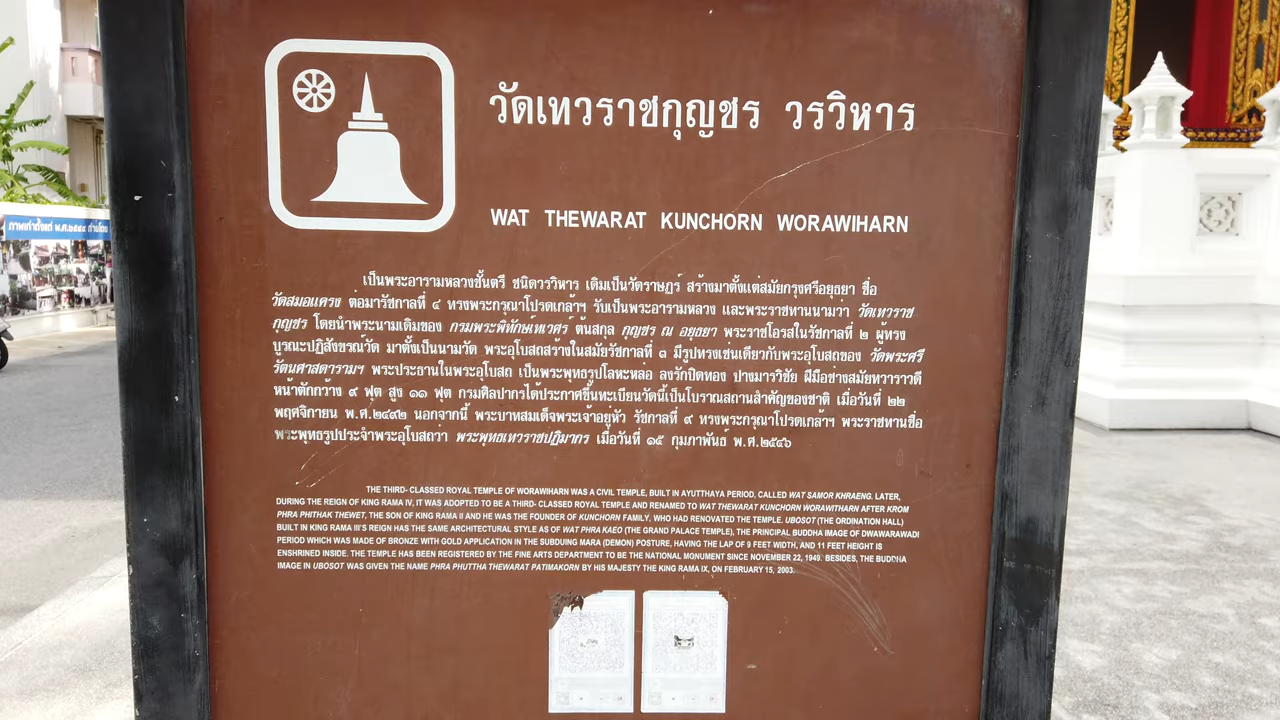 วัดเทวราชกุญชร วรวิหาร
WAT THEWARAT KUNCHORN WORAWIHARN
เป็นพระอารามหลวงชั้นตรี ชนิดวรวิหาร เดิมเป็นวัดราษฎร์ สร้างมาตั้งแต่สมัยกรุงศรีอยุธยา ชื่อ
วัดสมอแครง ต่อมารัชกาลที่ ๔ ทรงพระกรุณาโปรดเกล้าฯ รับเป็นพระอารามหลวง และพระราชทานนามว่า วัดเทวราช
กุญชร โดยนำพระนามเดิมของ กรมพระพิทักษ์เทเวศร์ ต้นสกุล กุญชร ณ อยุธยา พระราชโอรสในรัชกาลที่ ๒ ผู้ทรง
บูรณะปฏิสังขรณ์วัด มาตั้งเป็นนามวัด พระอุโบสถสร้างในสมัยรัชกาลที่ ๓ มีรูปทรงเช่นเดียวกับพระอุโบสถของ วัดพระศรี
รัตนศาสดารามฯ พระประธานในพระอุโบสถ เป็นพระพุทธรูปโลหะหล่อ ลงรักปิดทอง ปางมารวิชัย ฝีมือช่างสมัยทวาราวดี
หน้าตักกว้าง ๙ ฟุต สูง ๑๑ ฟุต กรมศิลปากรได้ประกาศขึ้นทะเบียนวัดนี้เป็นโบราณสถานสำคัญของชาติ เมื่อวันที่ ๒๒
พฤศจิกายน พ.ศ.๒๔๙๒ นอกจากนี้ พระบาทสมเด็จพระเจ้าอยู่หัว รัชกาลที่ ๙ ทรงพระกรุณาโปรดเกล้าฯ พระราชทานชื่อ
พระพุทธรูปประจำพระอุโบสถว่า พระพุทธเทวราชปฏิมากร เมื่อวันที่ ๑๕ กุมภาพันธ์ พ.ศ.๒๕๔๖
THE THIRD- CLASSED ROYAL TEMPLE OF WORAWIHARN WAS A CIVIL TEMPLE, BUILT IN AYUTTHAYA PERIOD, CALLED WAT SAMOR KHRAENG. LATER,
DURING THE REIGN OF KING RAMA IV, IT WAS ADOPTED TO BE A THIRD- CLASSED ROYAL TEMPLE AND RENAMED TO WAT THEWARAT KUNCHORN WORAWITHARN AFTER KROM
PHRA PHITHAK THEWET, THE SON OF KING RAMA II AND HE WAS THE FOUNDER OF KUNCHORN FAMILY, WHO HAD RENOVATED THE TEMPLE. UBOSOT (THE ORDINATION HALL)
BUILT IN KING RAMA III'S REIGN HAS THE SAME ARCHITECTURAL STYLE AS OF WAT PHRA KAEO (THE GRAND PALACE TEMPLE), THE PRINCIPAL BUDDHA IMAGE OF DWAWARAWADI
PERIOD WHICH WAS MADE OF BRONZE WITH GOLD APPLICATION IN THE SUBDUING MARA (DEMON) POSTURE, HAVING THE LAP OF 9 FEET WIDTH, AND 11 FEET HEIGHT IS
ENSHRINED INSIDE. THE TEMPLE HAS BEEN REGISTERED BY THE FINE ARTS DEPARTMENT TO BE THE NATIONAL MONUMENT SINCE NOVEMBER 22, 1949. BESIDES, THE BUDDHA
IMAGE IN UBOSOT WAS GIVEN THE NAME PHRA PHUTTHA THEWARAT PATIMAKORN BY HIS MAJESTY THE KING RAMA IX, ON FEBRUARY 15, 2003.